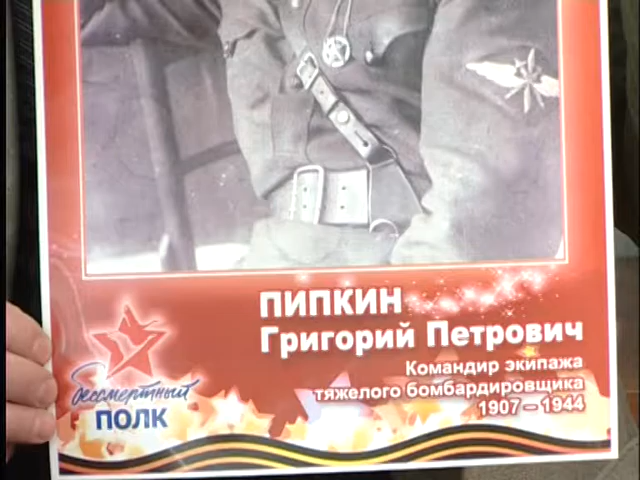 ПИПКИН
Григорий Петрович
Командир экипажа
тяжелого бомбардировщика
1907 – 1944
бессмертный
ПОЛК